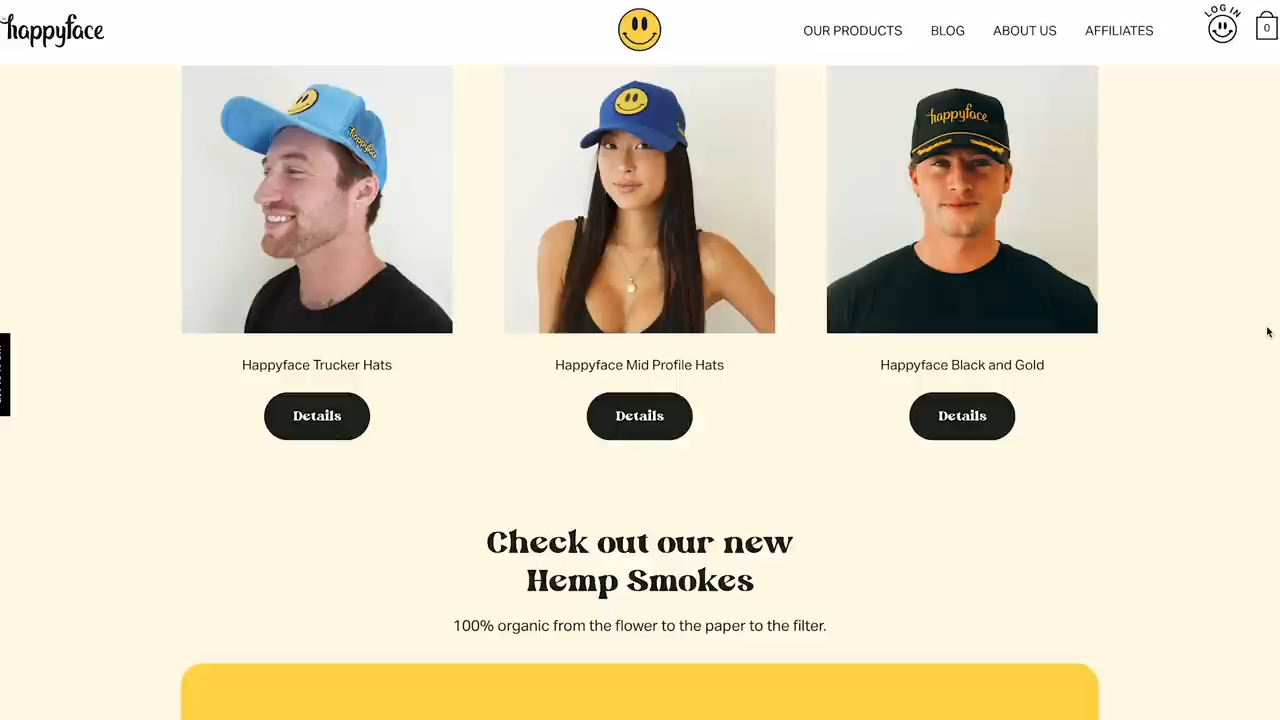 happyface
OUR PRODUCTS
BLOG
ABOUT US
AFFILIATES
LOG IN
0
happyface
happyface
Happyface Trucker Hats
Happyface Mid Profile Hats
Happyface Black and Gold
Details
Details
Details
Check out our new
Hemp Smokes
100% organic from the flower to the paper to the filter.